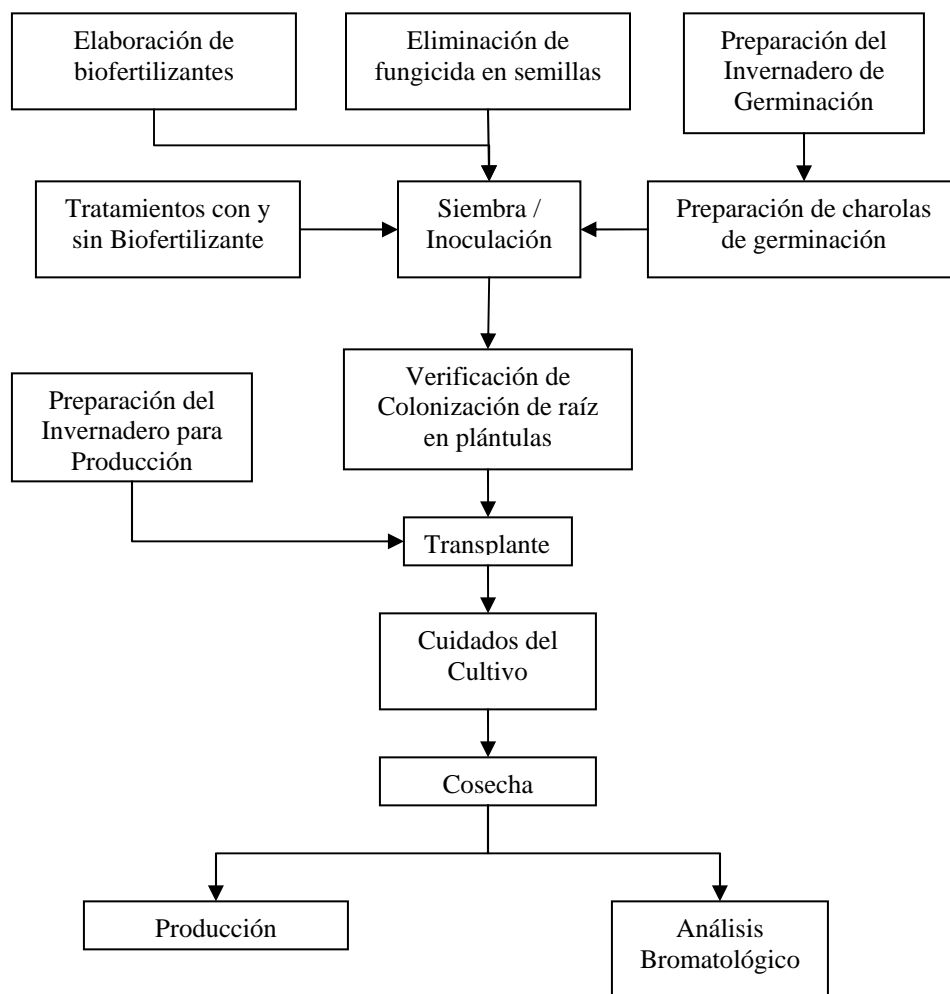 Elaboración de
biofertilizantes
Eliminación de
fungicida en semillas
Preparación del
Invernadero de
Germinación
Tratamientos con y
sin Biofertilizante
Siembra /
Inoculación
Preparación de charolas
de germinación
Verificación de
Colonización de raíz
en plántulas
Preparación del
Invernadero para
Producción
Transplante
Cuidados del
Cultivo
Cosecha
Producción
Análisis
Bromatológico